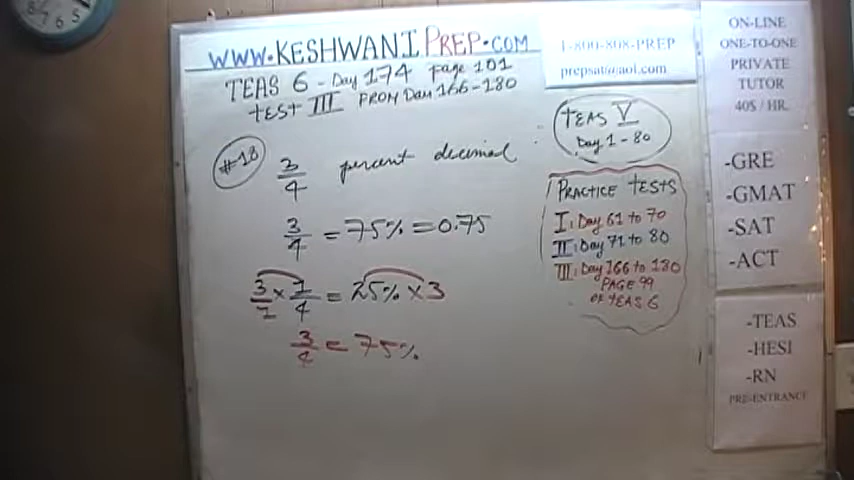 8 7 6 5
WWW.KESHWANIPREP.COM
TEAS 6 - Day 174 Page 101
TEST III FROM Day 166-180
1-800-808-PREP
prepsat@aol.com
ON-LINE
ONE-TO-ONE
PRIVATE
TUTOR
40$ / HR.
#18
3/4 percent decimal
3/4 = 75% = 0.75
3/1 × 1/4 = 25% × 3
3/4 = 75%
TEAS V
Day 1 - 80
PRACTICE TESTS
I: Day 61 to 70
II: Day 71 to 80
III: Day 166 to 180
PAGE 99
OF TEAS 6
-GRE
-GMAT
-SAT
-ACT
-TEAS
-HESI
-RN
PRE-ENTRANCE